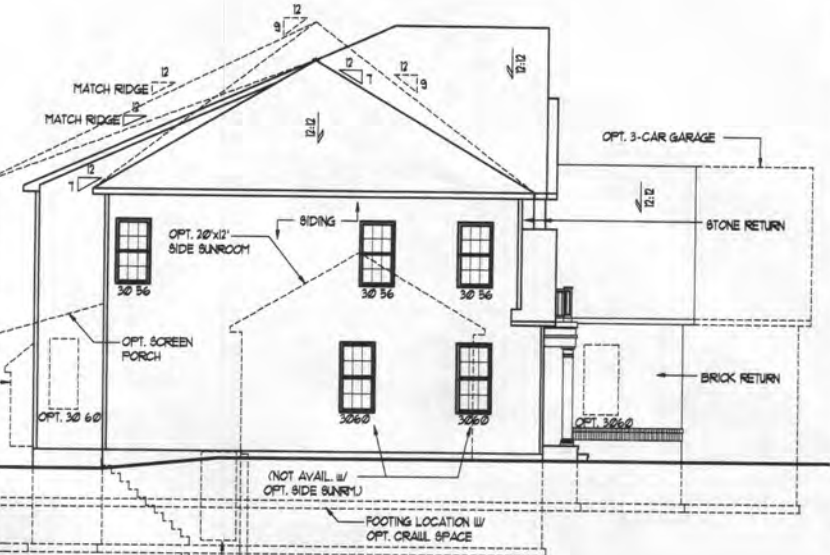 12
9
12
MATCH RIDGE
12
MATCH RIDGE
12
7
12
9
12:12
12:12
12
7
OPT. 3-CAR GARAGE
12:12
SIDING
STONE RETURN
OPT. 20'x12'
SIDE SUNROOM
30 56
30 56
30 56
OPT. SCREEN
PORCH
BRICK RETURN
OPT. 30 60
3060
3060
OPT. 3060
(NOT AVAIL. W/
OPT. SIDE SUNRM.)
FOOTING LOCATION W/
OPT. CRAWL SPACE